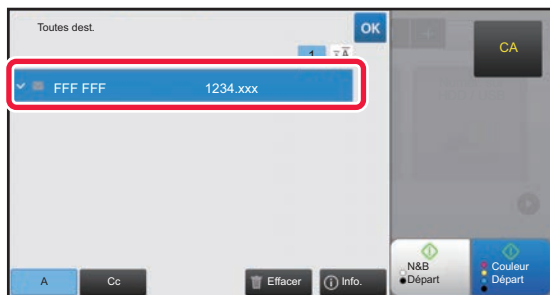 Toutes dest.
OK
1
CA
FFF FFF 1234.xxx
A
Cc
Effacer
Info.
N&B
Départ
Couleur
Départ